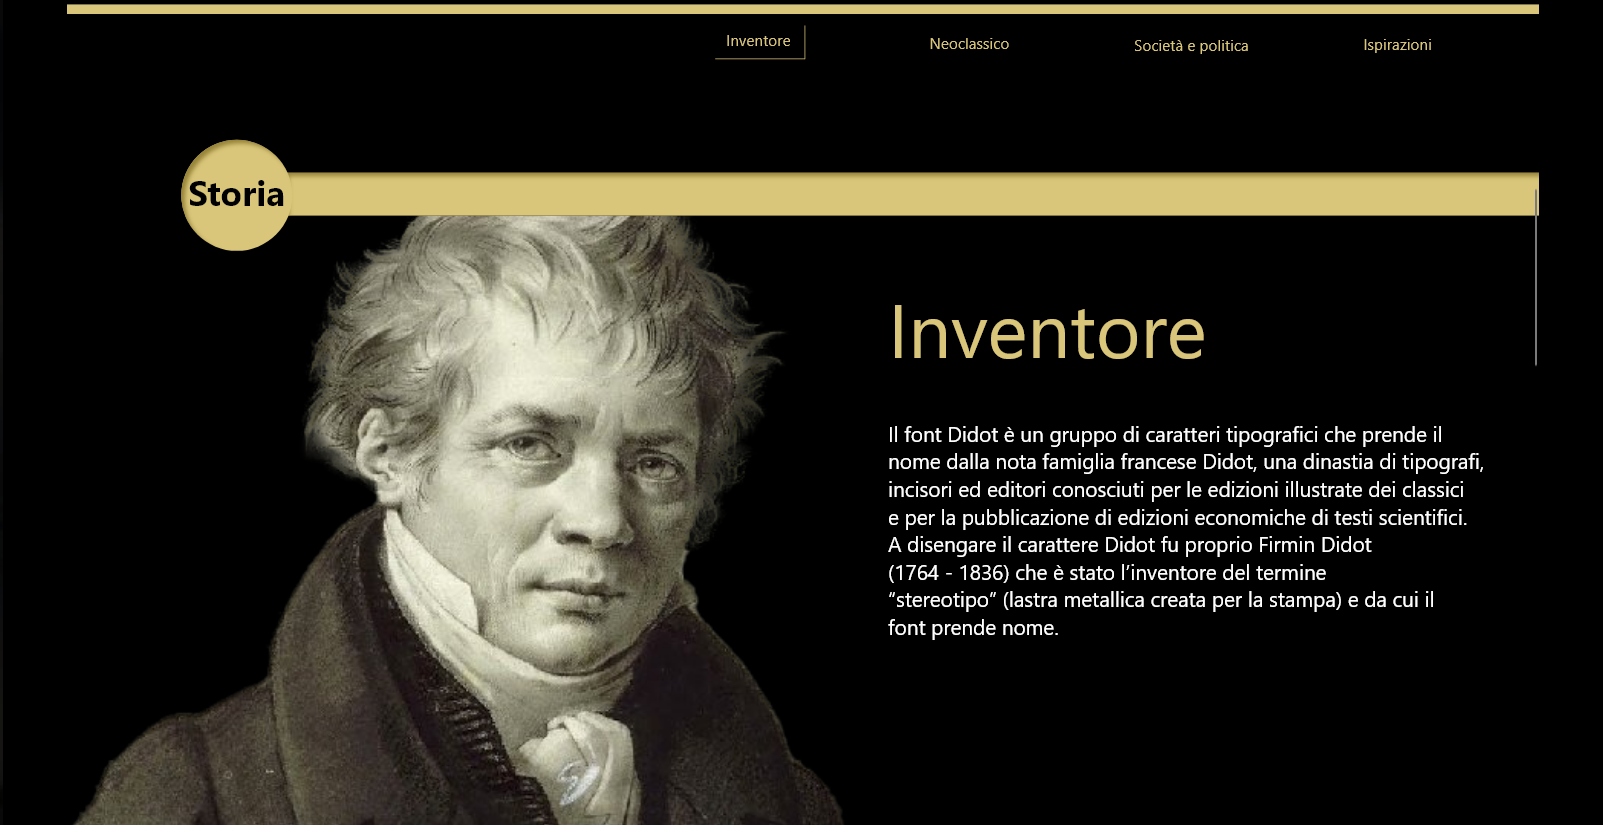 Inventore
Neoclassico
Società e politica
Ispirazioni
Storia
Inventore
Il font Didot è un gruppo di caratteri tipografici che prende il
nome dalla nota famiglia francese Didot, una dinastia di tipografi,
incisori ed editori conosciuti per le edizioni illustrate dei classici
e per la pubblicazione di edizioni economiche di testi scientifici.
A disengare il carattere Didot fu proprio Firmin Didot
(1764 - 1836) che è stato l’inventore del termine
“stereotipo” (lastra metallica creata per la stampa) e da cui il
font prende nome.